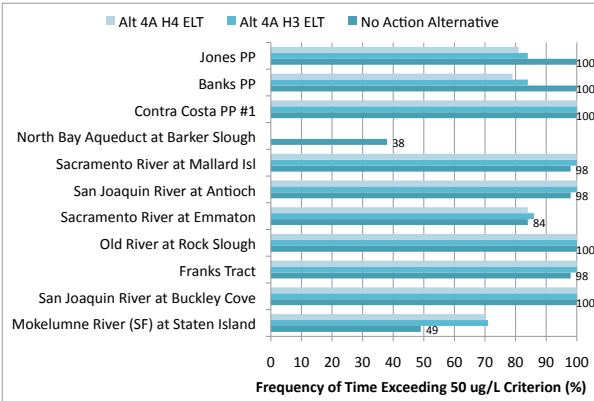 Alt 4A H4 ELT Alt 4A H3 ELT No Action Alternative
Jones PP
100
Banks PP
100
Contra Costa PP #1
100
North Bay Aqueduct at Barker Slough
38
Sacramento River at Mallard Isl
98
San Joaquin River at Antioch
98
Sacramento River at Emmaton
84
Old River at Rock Slough
100
Franks Tract
98
San Joaquin River at Buckley Cove
100
Mokelumne River (SF) at Staten Island
49
0 10 20 30 40 50 60 70 80 90 100
Frequency of Time Exceeding 50 ug/L Criterion (%)